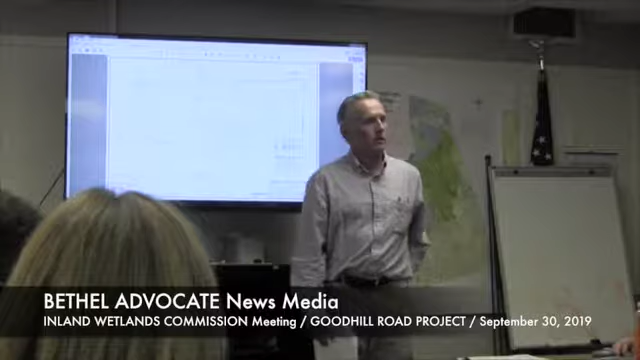 BETHEL ADVOCATE News Media
INLAND WETLANDS COMMISSION Meeting / GOODHILL ROAD PROJECT / September 30, 2019